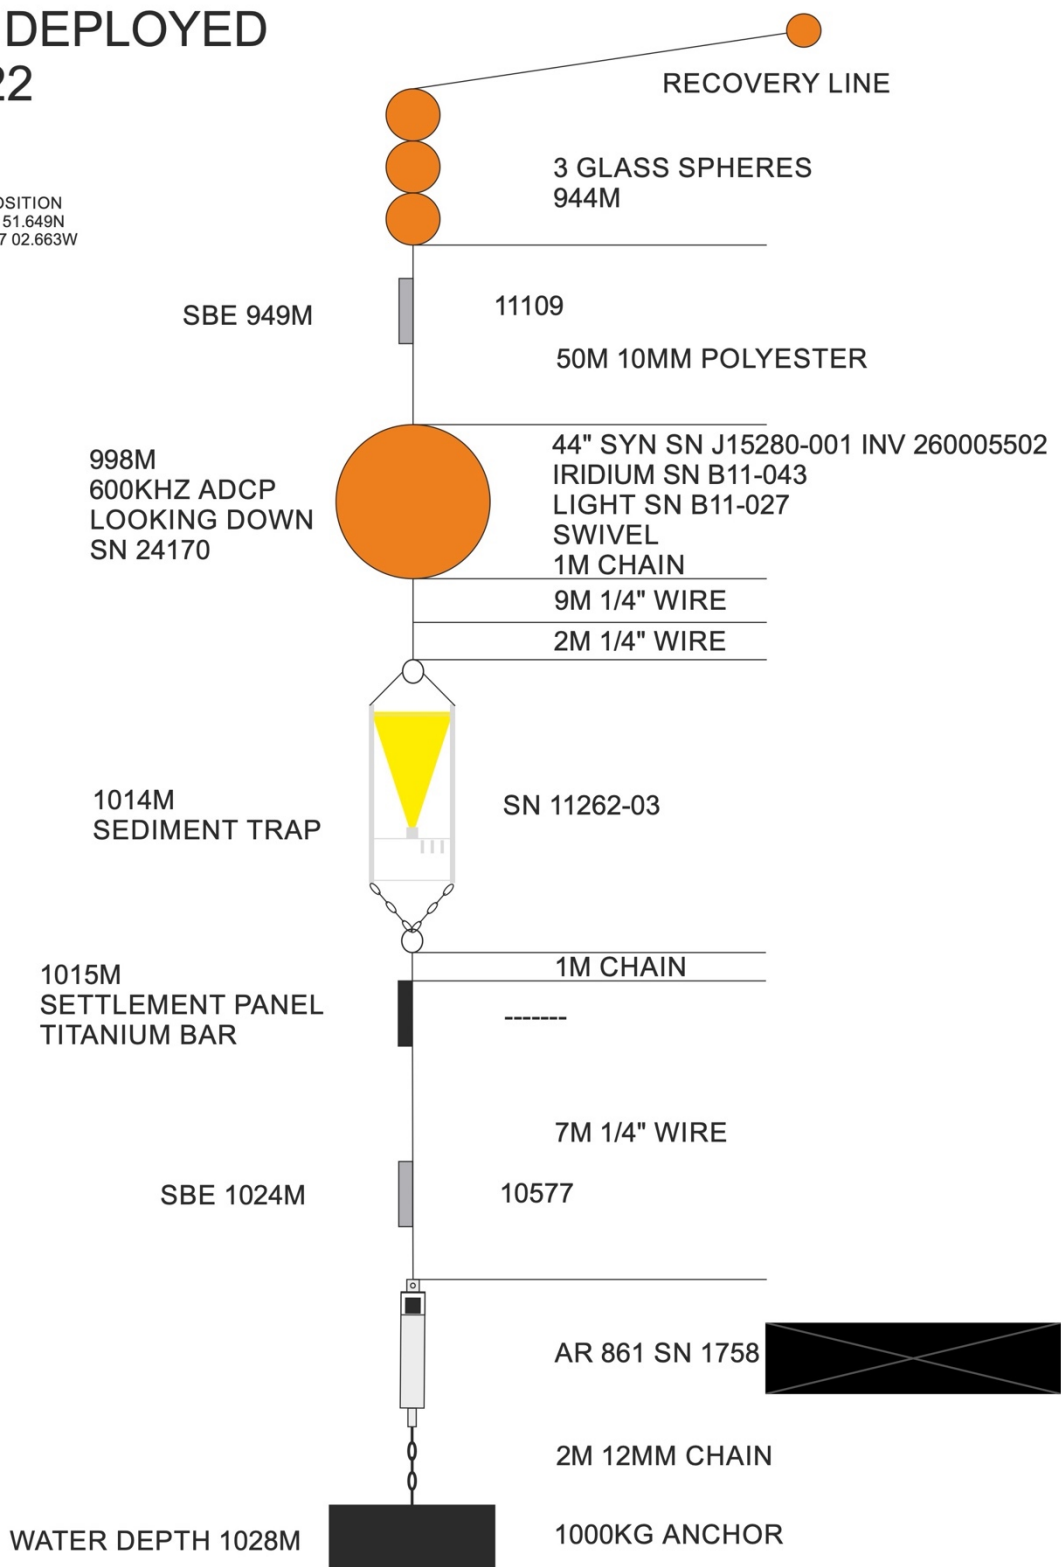 DEPLOYED
22
RECOVERY LINE
3 GLASS SPHERES
944M
51.649N
02.663W
SBE 949M
11109
50M 10MM POLYESTER
998M
600KHZ ADCP
LOOKING DOWN
SN 24170
44" SYN SN J15280-001 INV 260005502
IRIDIUM SN B11-043
LIGHT SN B11-027
SWIVEL
1M CHAIN
9M 1/4" WIRE
2M 1/4" WIRE
1014M
SEDIMENT TRAP
SN 11262-03
1M CHAIN
1015M
SETTLEMENT PANEL
TITANIUM BAR
-------
7M 1/4" WIRE
SBE 1024M
10577
AR 861 SN 1758
2M 12MM CHAIN
WATER DEPTH 1028M
1000KG ANCHOR